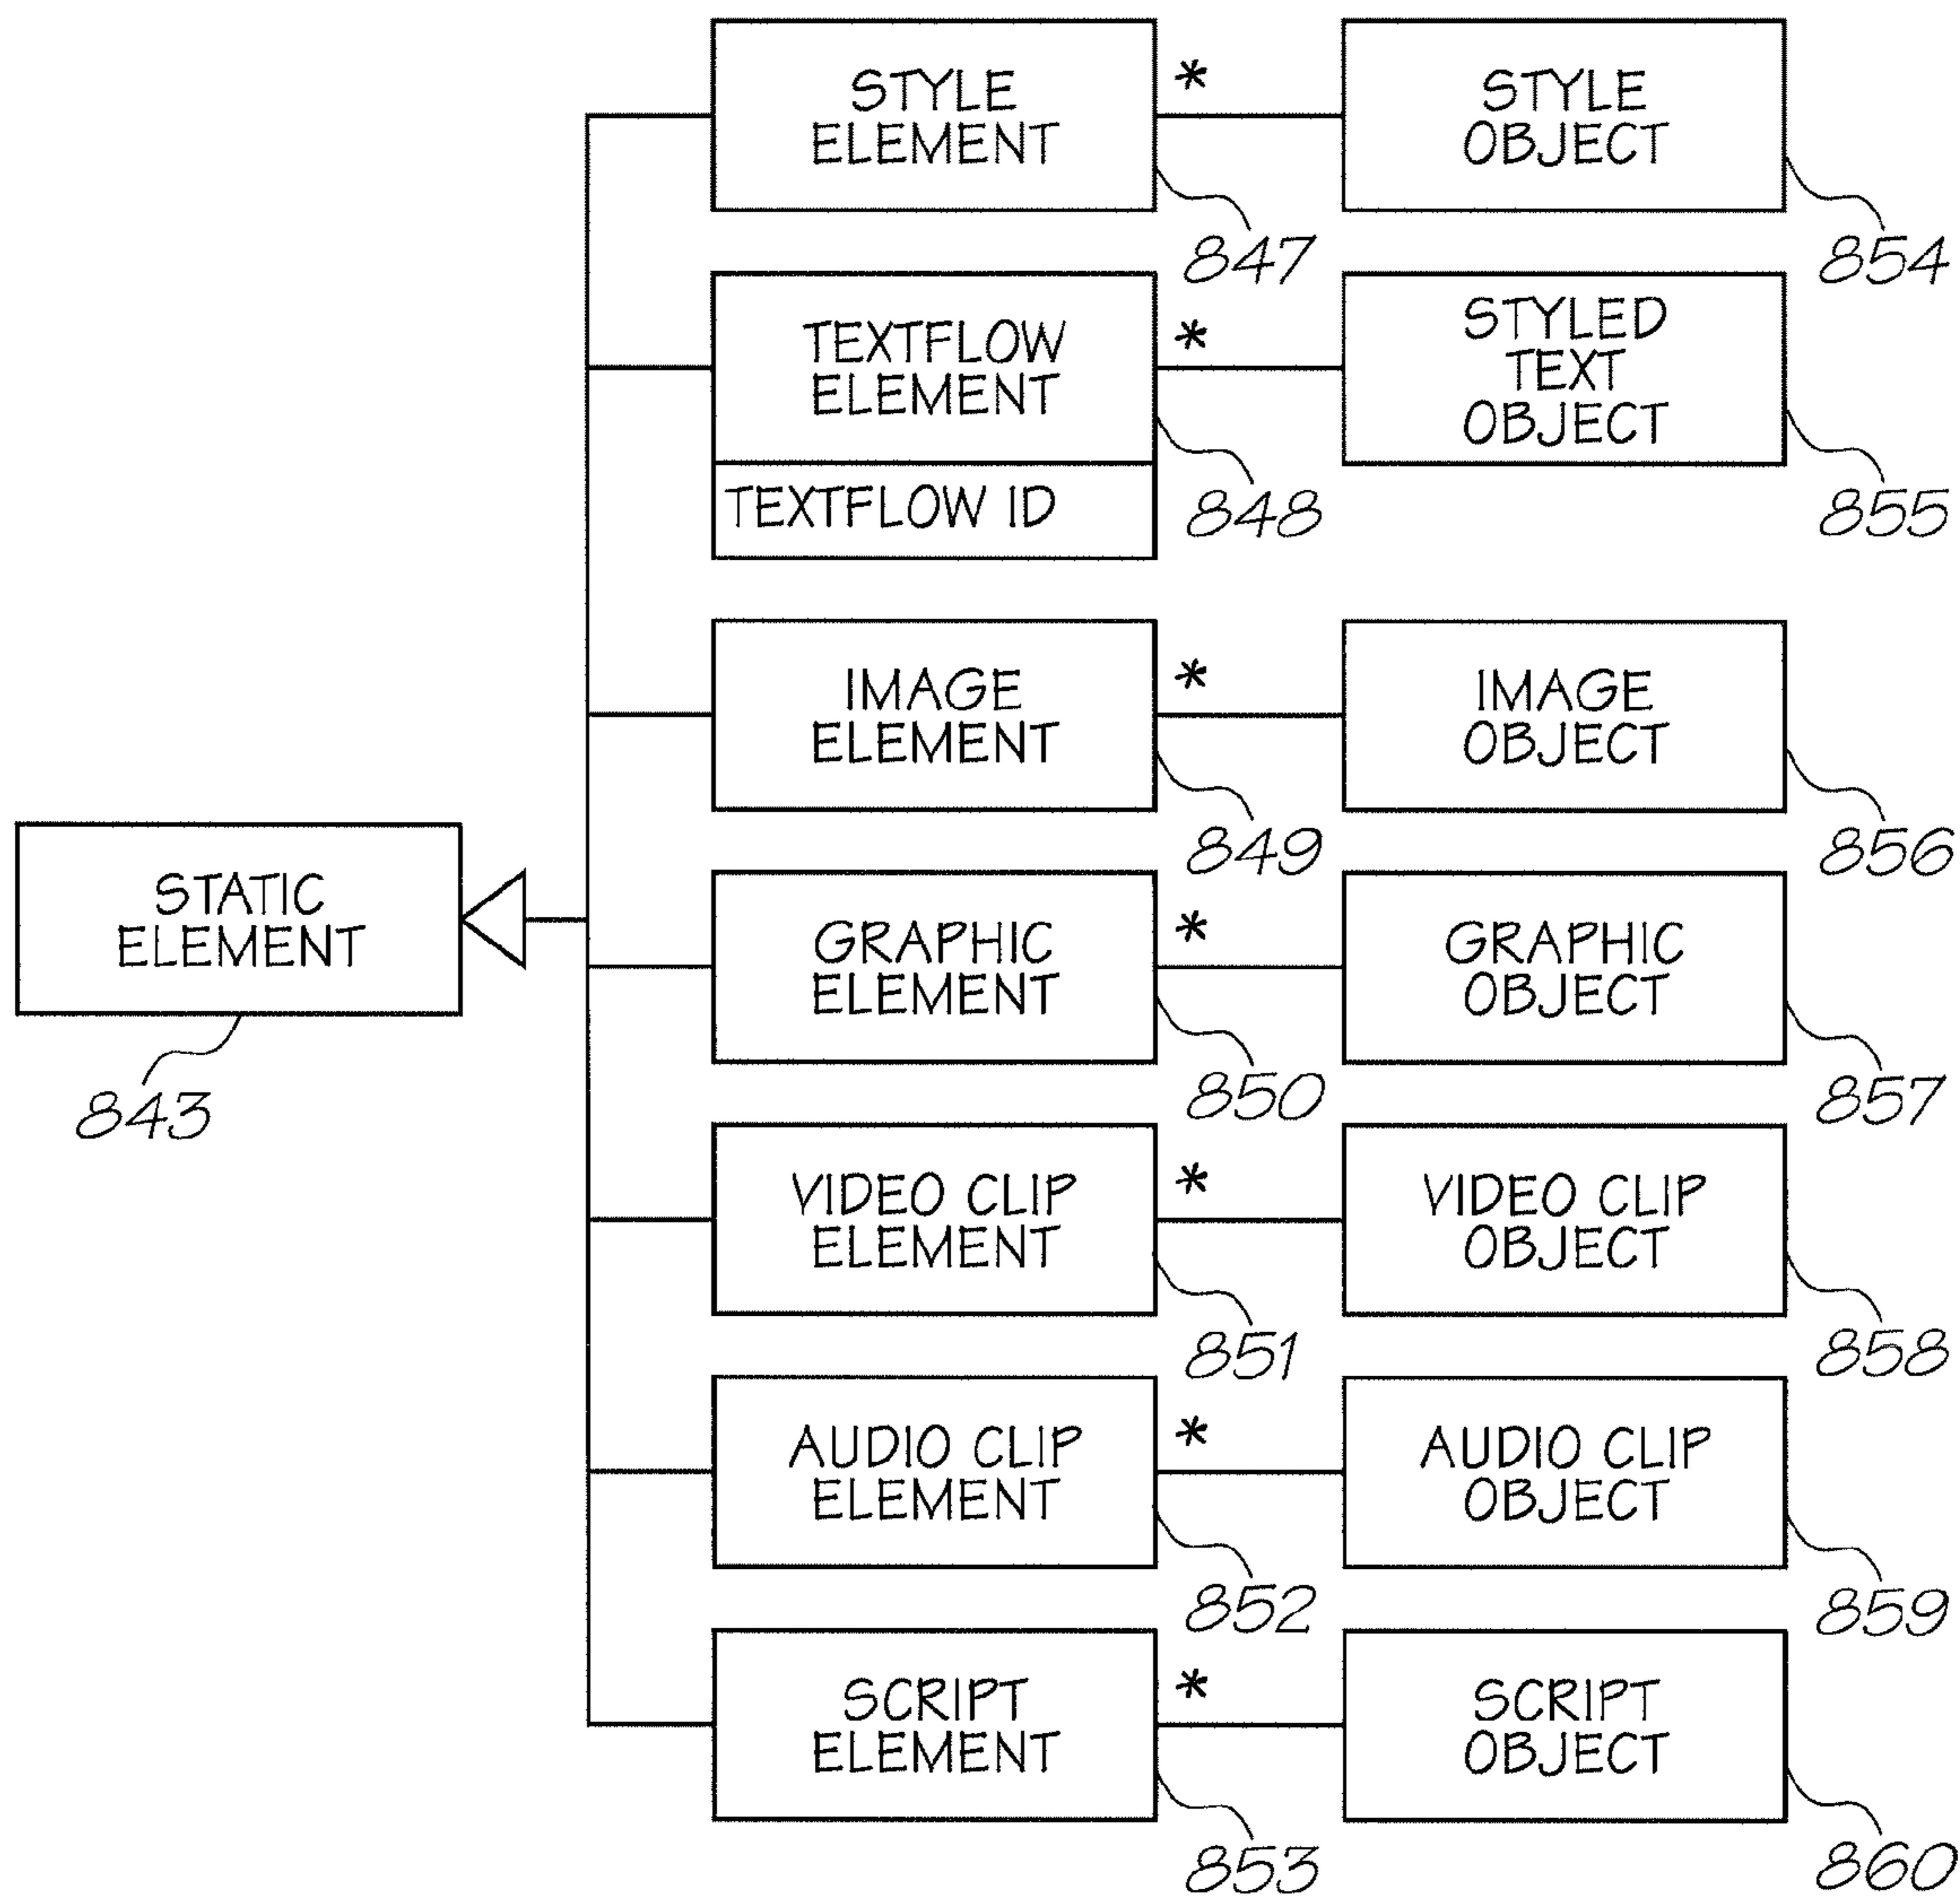 STYLE
ELEMENT
*
STYLE
OBJECT
847
854
TEXTFLOW
ELEMENT
*
STYLED
TEXT
OBJECT
TEXTFLOW ID
848
855
IMAGE
ELEMENT
*
IMAGE
OBJECT
849
856
STATIC
ELEMENT
843
GRAPHIC
ELEMENT
*
GRAPHIC
OBJECT
850
857
VIDEO CLIP
ELEMENT
*
VIDEO CLIP
OBJECT
851
858
AUDIO CLIP
ELEMENT
*
AUDIO CLIP
OBJECT
852
859
SCRIPT
ELEMENT
*
SCRIPT
OBJECT
853
860